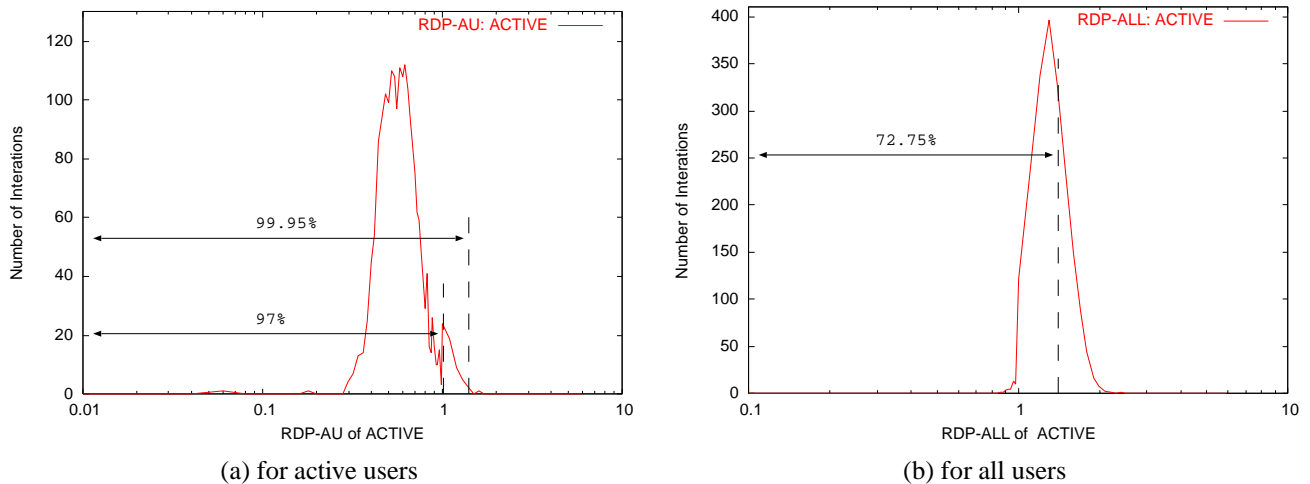 RDP-AU: ACTIVE
120
100
80
60
40
20
0
Number of Interations
99.95%
97%
0.01 0.1 1 10
RDP-AU of ACTIVE
(a) for active users
RDP-ALL: ACTIVE
400
350
300
250
200
150
100
50
0
Number of Interations
72.75%
0.1 1 10
RDP-ALL of ACTIVE
(b) for all users